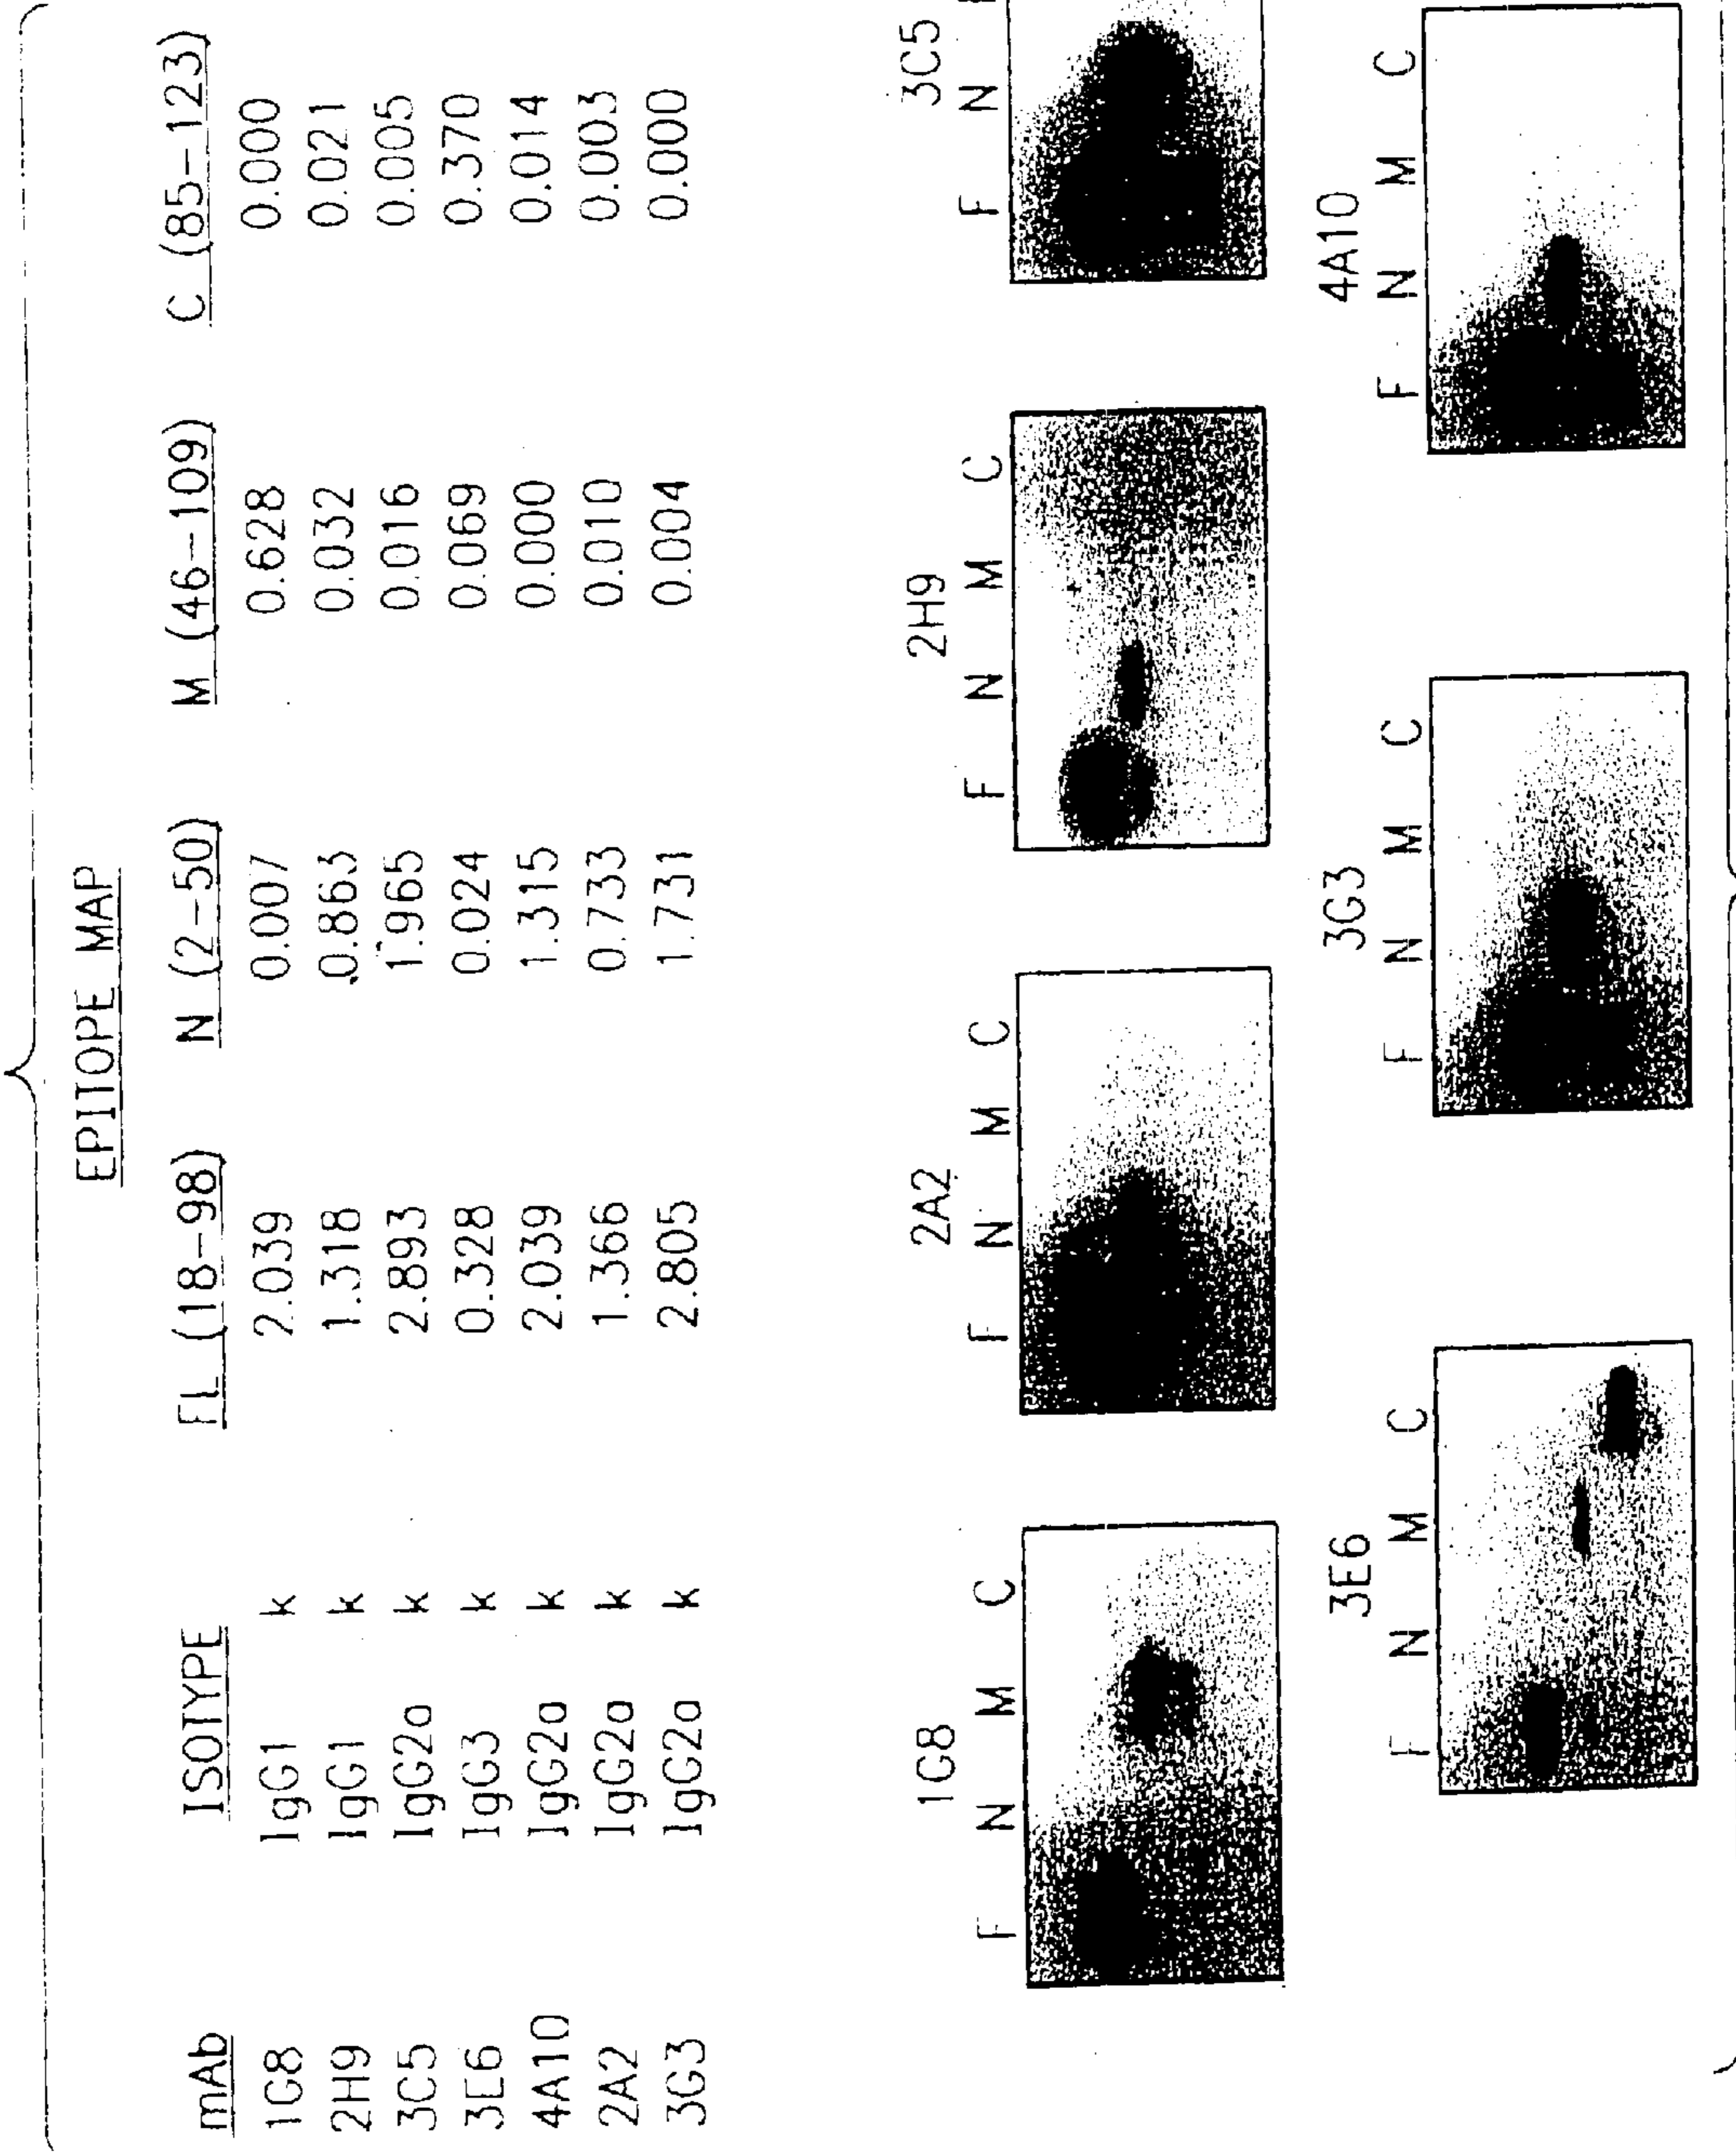 EPITOPE MAP
mAb ISOTYPE FL (18-98) N (2-50) M (46-109) C (85-123)
1G8 IgG1 k 2.039 0.007 0.628 0.000
2H9 IgG1 k 1.318 0.863 0.032 0.021
3C5 IgG2a k 2.893 1.965 0.016 0.005
3E6 IgG3 k 0.328 0.024 0.069 0.370
4A10 IgG2a k 2.039 1.315 0.000 0.014
2A2 IgG2a k 1.366 0.733 0.010 0.003
3G3 IgG2a k 2.805 1.731 0.004 0.000
1G8 2A2 2H9 3C5
F N M C F N M C F N M C F N
3E6 3G3 4A10
F N M C F N M C F N M C